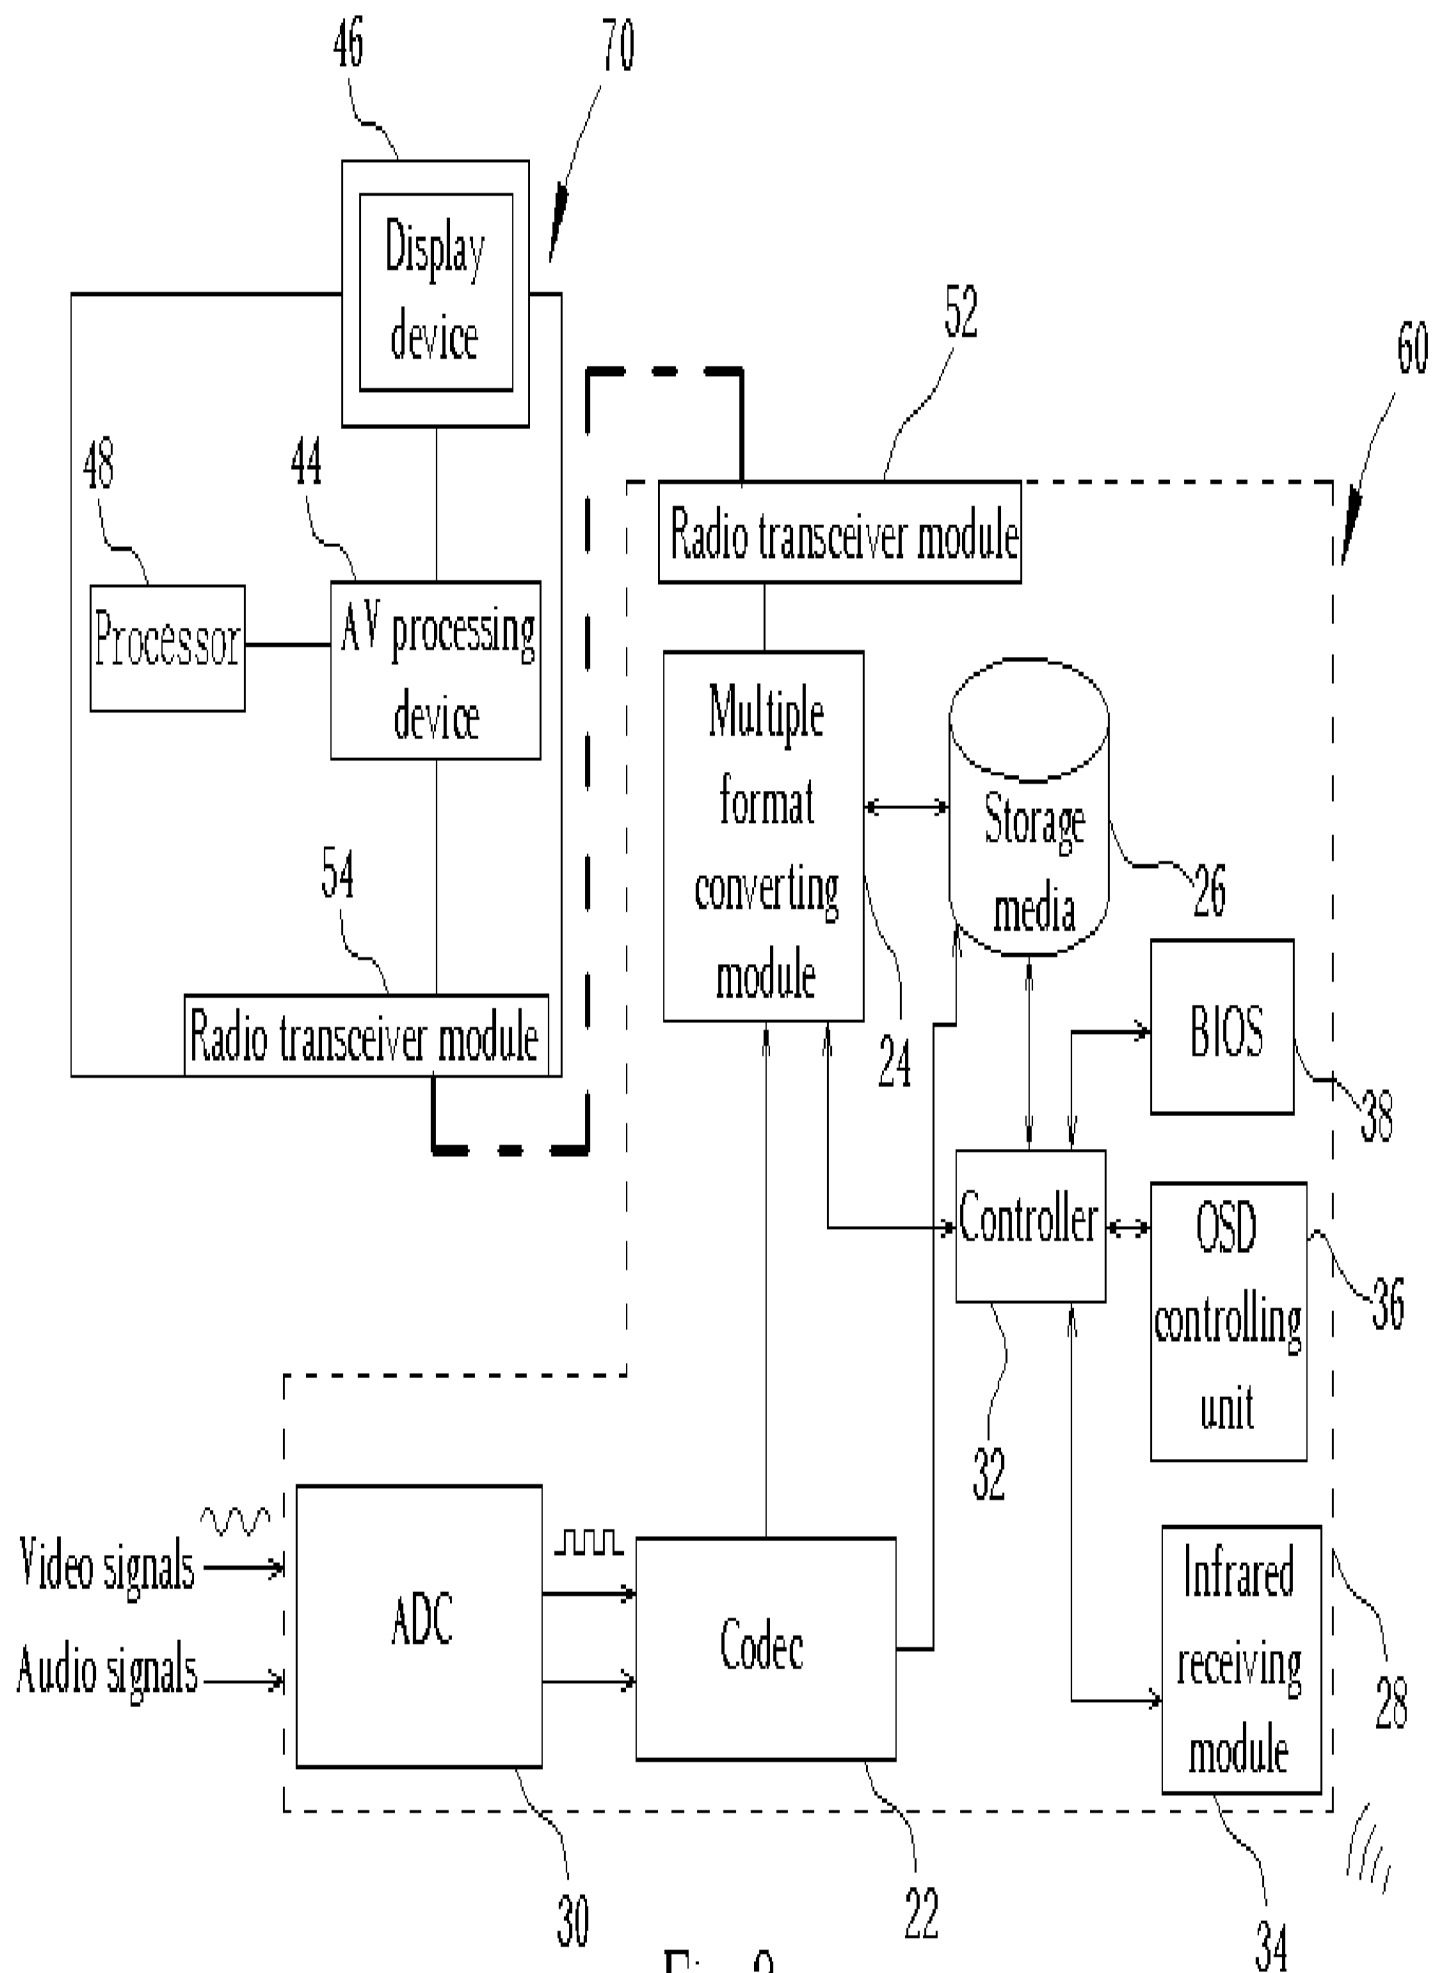 46
70
Display
device
52
60
48
44
Radio transceiver module
Processor
AV processing
device
Multiple
format
converting
module
Storage
media
26
54
Radio transceiver module
24
BIOS
38
Controller
OSD
controlling
unit
36
32
Video signals
Audio signals
ADC
Codec
Infrared
receiving
module
28
30
22
34